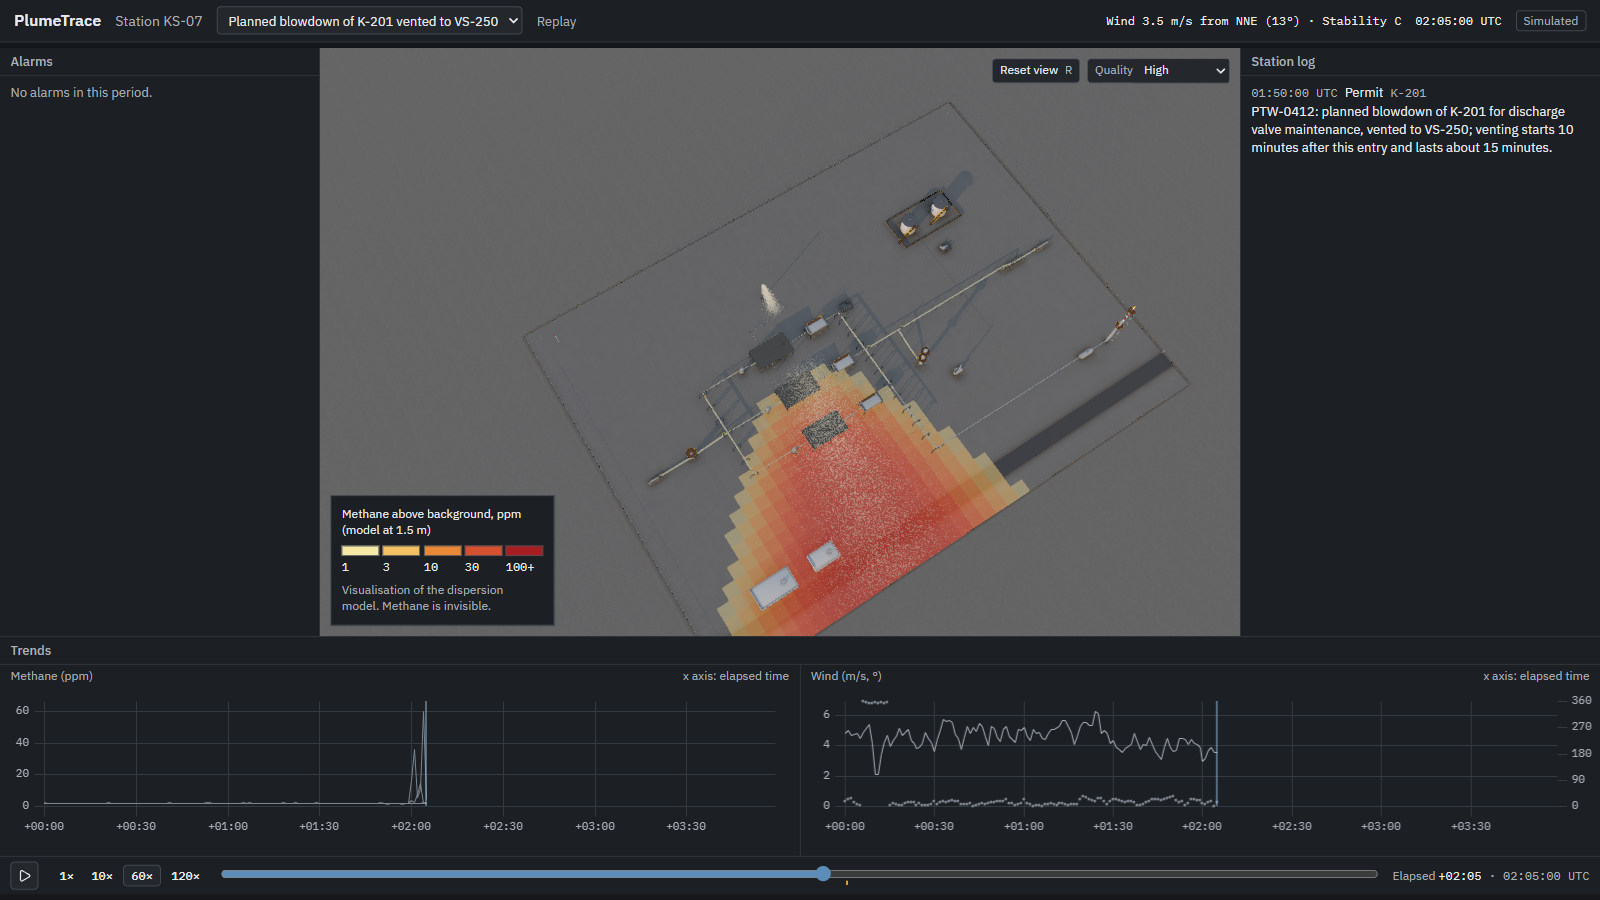 PlumeTrace Station KS-07 Planned blowdown of K-201 vented to VS-250 Replay
Wind 3.5 m/s from NNE (13°) · Stability C 02:05:00 UTC Simulated
Alarms
No alarms in this period.
Reset view R Quality High
Methane above background, ppm
(model at 1.5 m)
1 3 10 30 100+
Visualisation of the dispersion
model. Methane is invisible.
Station log
01:50:00 UTC Permit K-201
PTW-0412: planned blowdown of K-201 for discharge
valve maintenance, vented to VS-250; venting starts 10
minutes after this entry and lasts about 15 minutes.
Trends
Methane (ppm) x axis: elapsed time
60
40
20
0
+00:00 +00:30 +01:00 +01:30 +02:00 +02:30 +03:00 +03:30
Wind (m/s, °) x axis: elapsed time
6
4
2
0
360
270
180
90
0
+00:00 +00:30 +01:00 +01:30 +02:00 +02:30 +03:00 +03:30
1× 10× 60× 120×
Elapsed +02:05 · 02:05:00 UTC